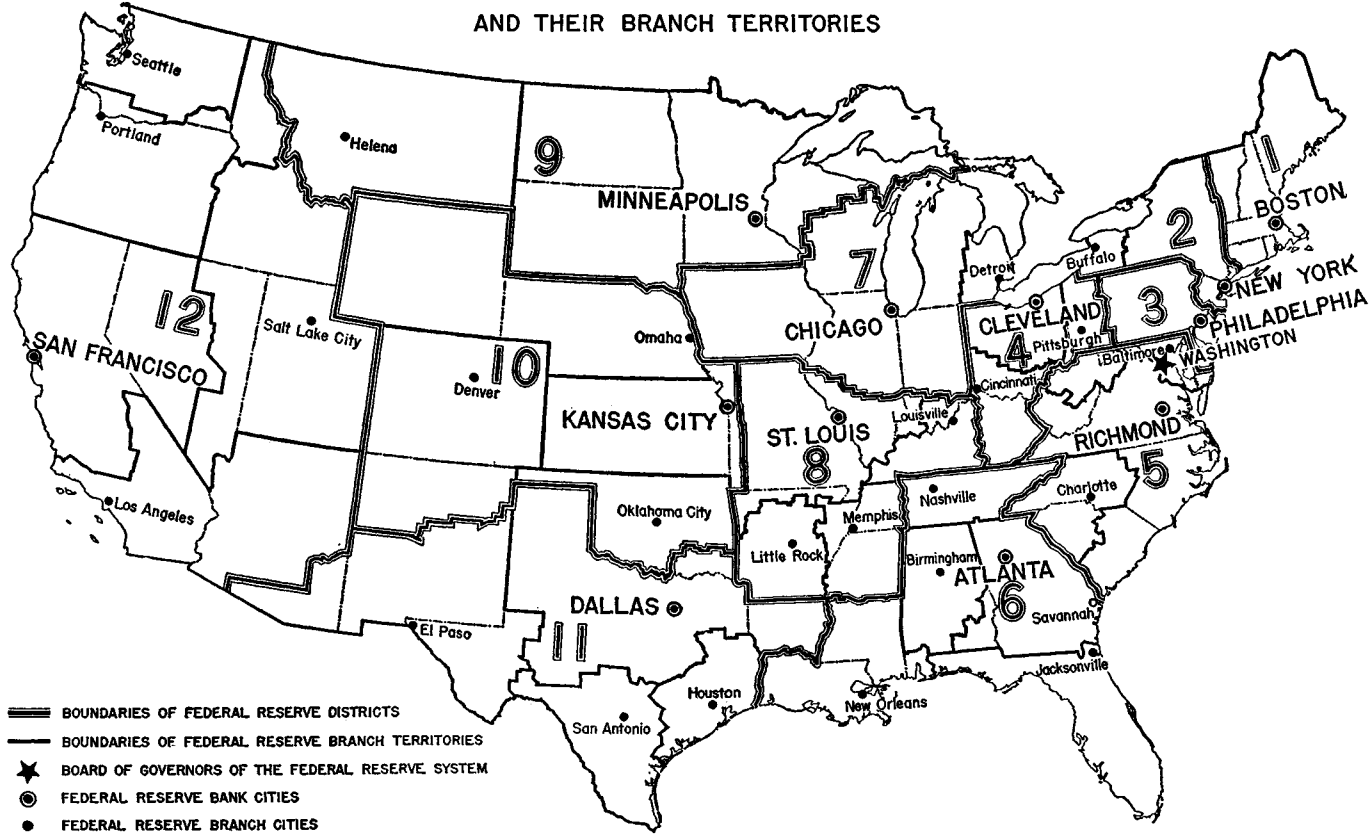 AND THEIR BRANCH TERRITORIES
Seattle
Portland
Helena
9
MINNEAPOLIS
1
BOSTON
2
Buffalo
NEW YORK
7
Detroit
3
PHILADELPHIA
CLEVELAND
4
Pittsburgh
Baltimore
WASHINGTON
12
SAN FRANCISCO
Salt Lake City
Omaha
CHICAGO
10
Denver
Cincinnati
KANSAS CITY
ST. LOUIS
8
Louisville
RICHMOND
5
Los Angeles
Oklahoma City
Nashville
Charlotte
Memphis
Little Rock
Birmingham
ATLANTA
6
Savannah
DALLAS
11
El Paso
Jacksonville
Houston
New Orleans
San Antonio
BOUNDARIES OF FEDERAL RESERVE DISTRICTS
BOUNDARIES OF FEDERAL RESERVE BRANCH TERRITORIES
BOARD OF GOVERNORS OF THE FEDERAL RESERVE SYSTEM
FEDERAL RESERVE BANK CITIES
FEDERAL RESERVE BRANCH CITIES